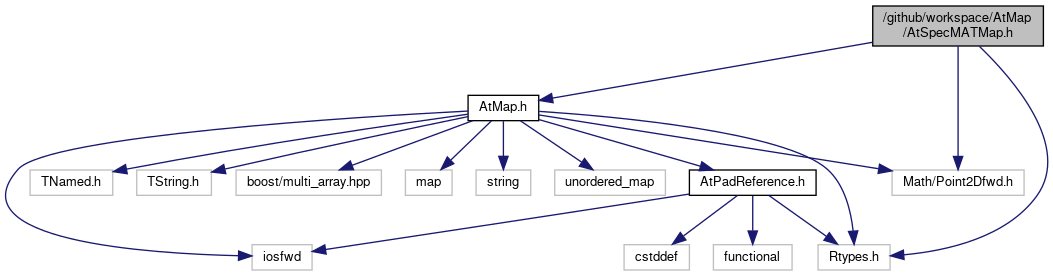 /github/workspace/AtMap
/AtSpecMATMap.h
AtMap.h
TNamed.h
TString.h
boost/multi_array.hpp
map
string
unordered_map
AtPadReference.h
Math/Point2Dfwd.h
iosfwd
cstddef
functional
Rtypes.h